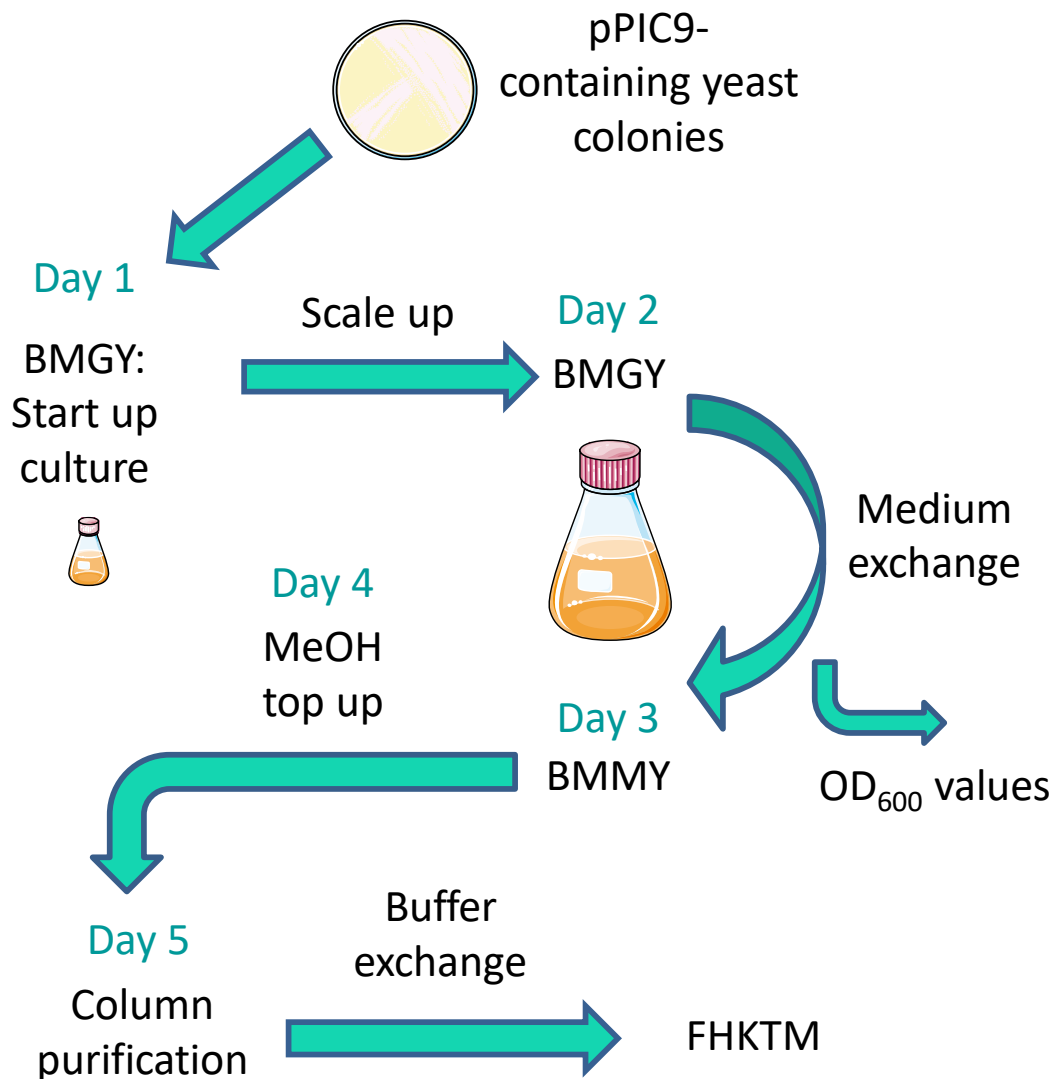 pPIC9-
containing yeast
colonies
Day 1
BMGY:
Start up
culture
Scale up
Day 2
BMGY
Medium
exchange
Day 3
BMMY
OD₆₀₀ values
Day 4
MeOH
top up
Day 5
Column
purification
Buffer
exchange
FHKTM